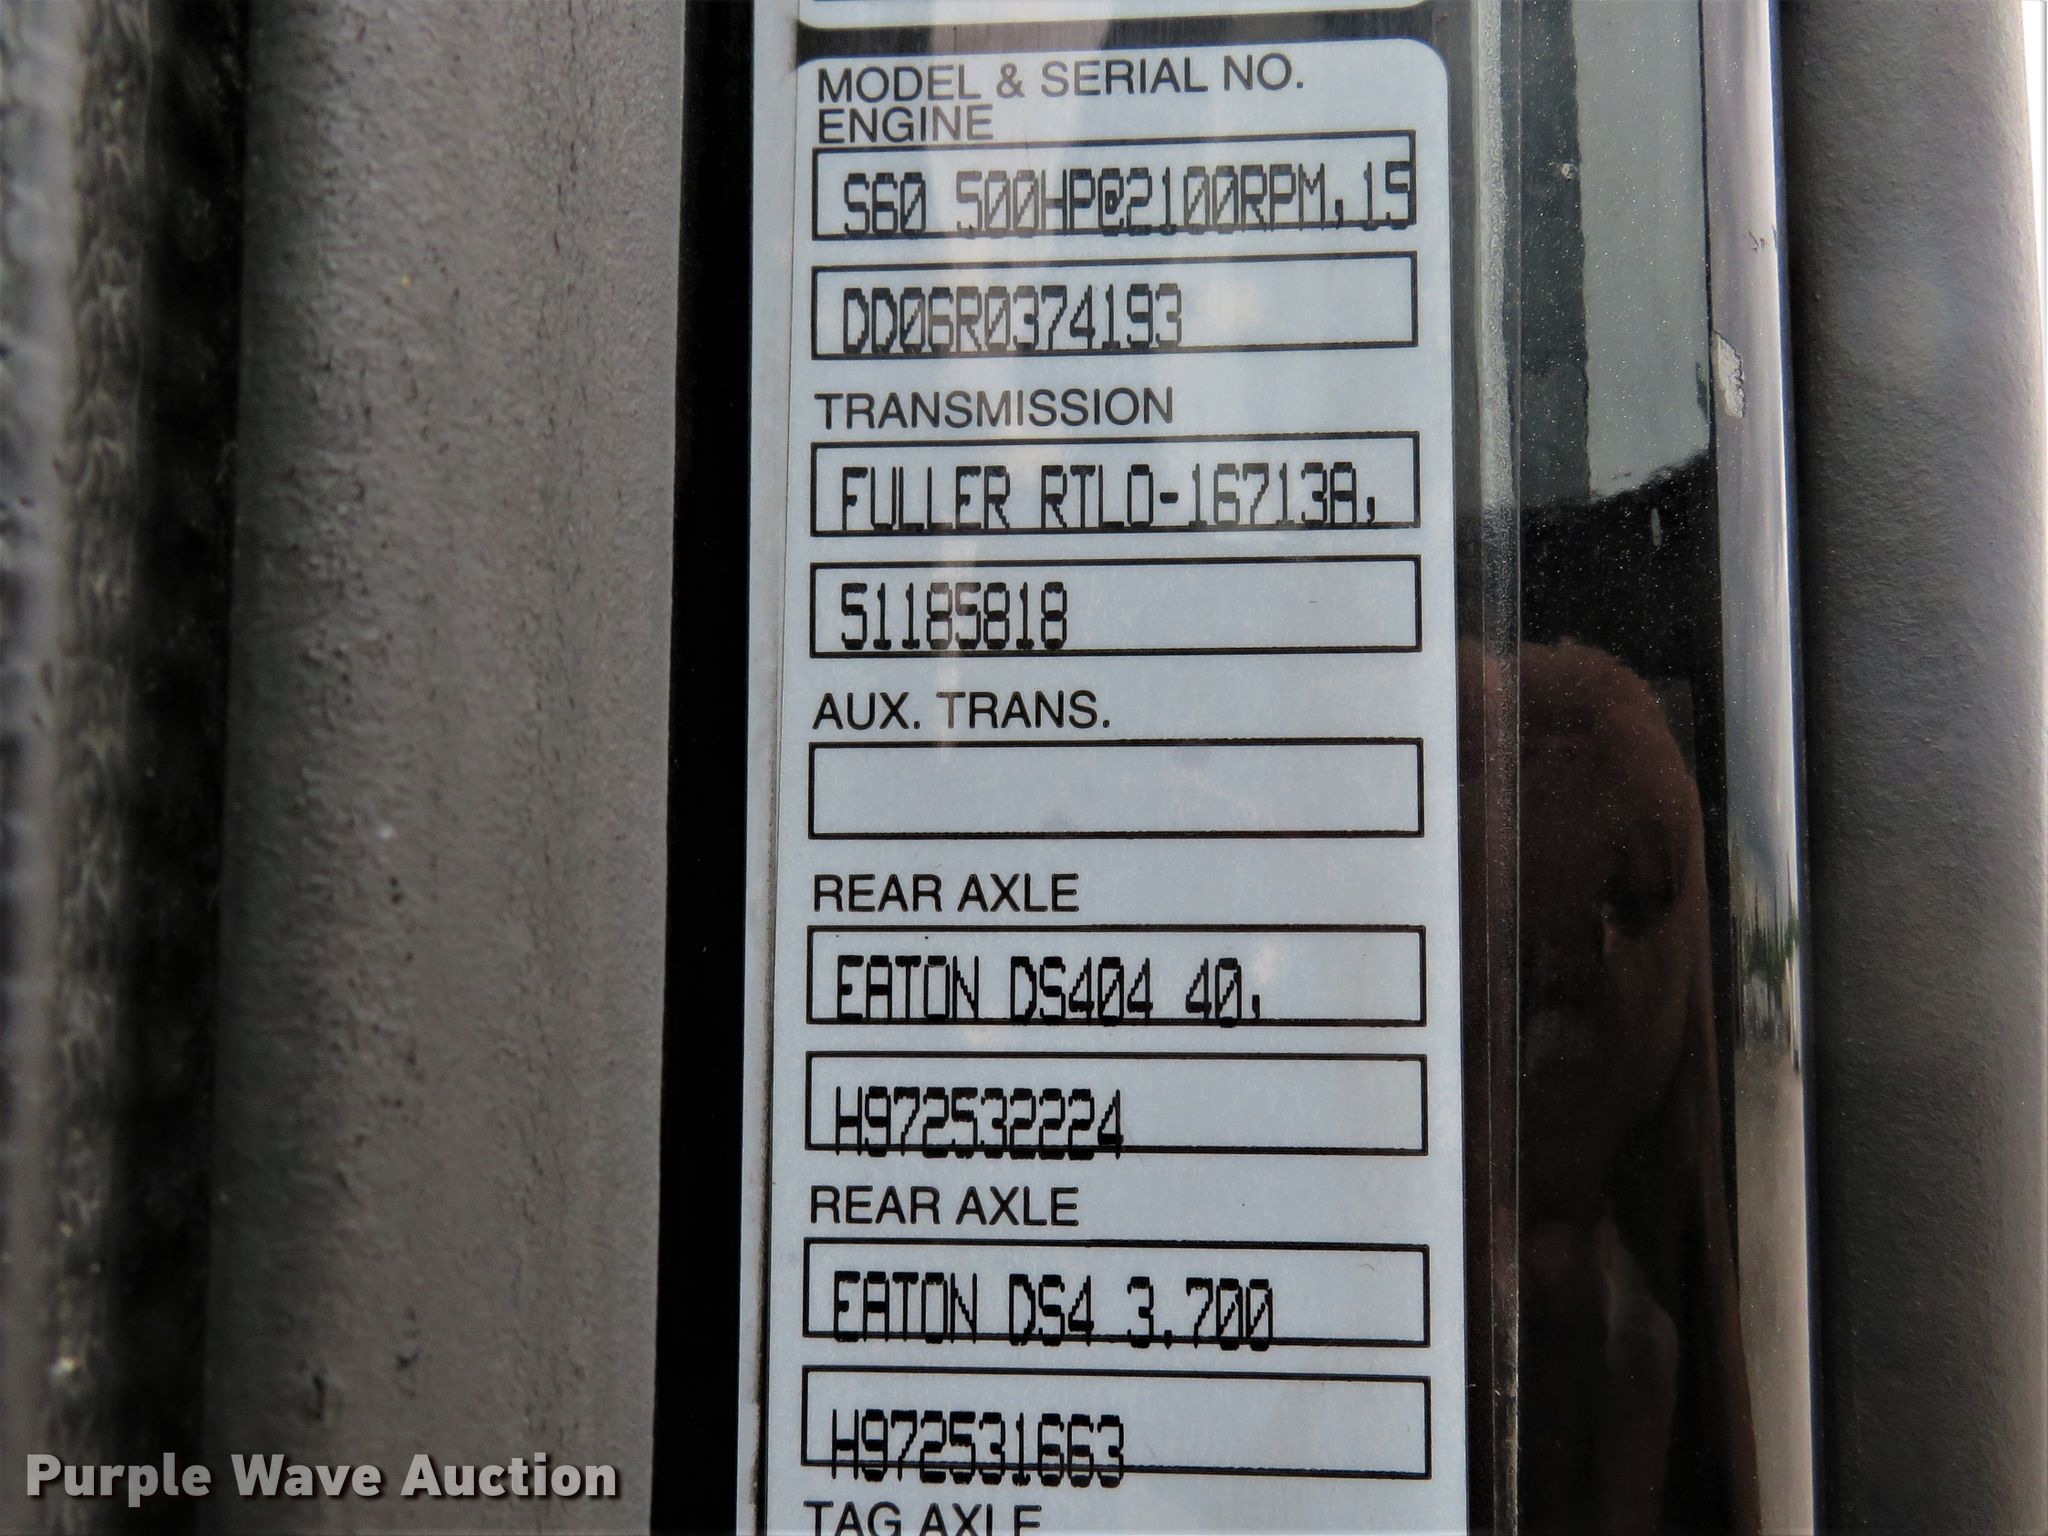 MODEL & SERIAL NO.
ENGINE
S60 500HP@2100RPM,15
DD06R0374193
TRANSMISSION
FULLER RTLO-16713A,
S1185818
AUX. TRANS.
REAR AXLE
EATON DS404 40,
H972532224
REAR AXLE
EATON DS4 3.700
H972531663
TAG AXLE
Purple Wave Auction